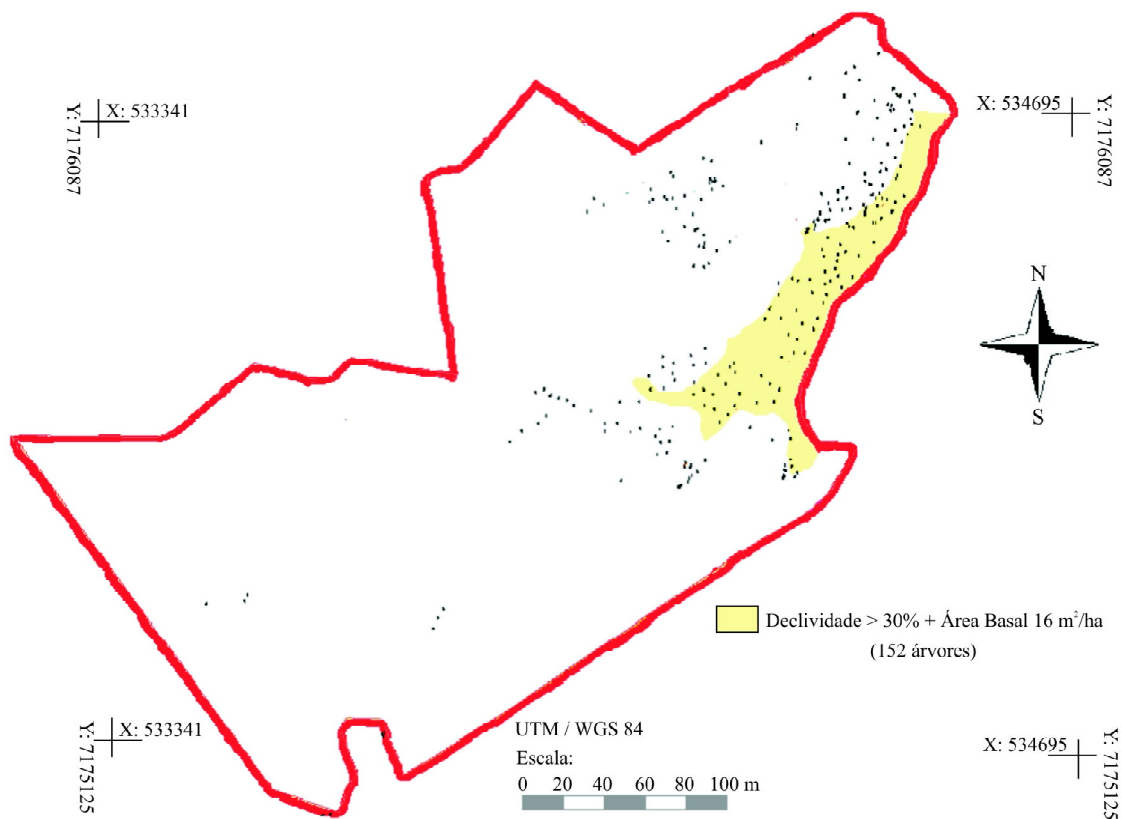 X: 533341
Y: 7176087
X: 534695
Y: 7176087
N
S
Declividade > 30% + Área Basal 16 m²/ha
(152 árvores)
X: 533341
Y: 7175125
UTM / WGS 84
Escala:
0 20 40 60 80 100 m
X: 534695
Y: 7175125